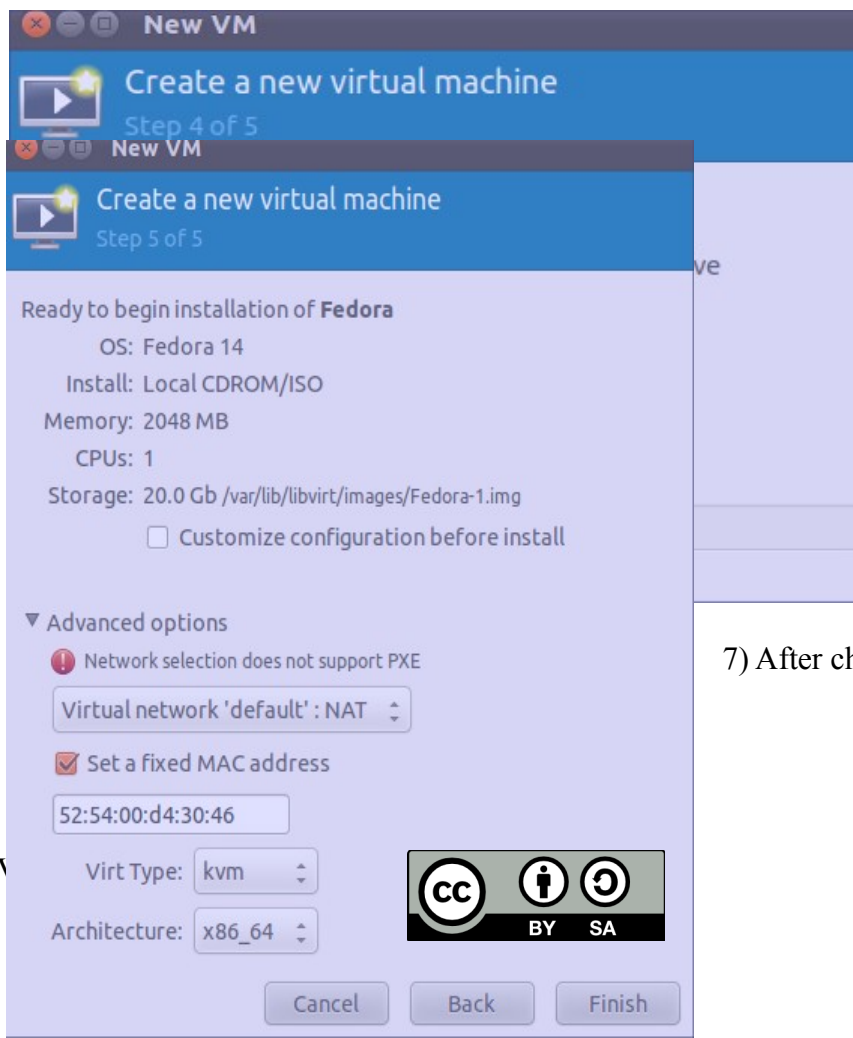 New VM
Create a new virtual machine
Step 4 of 5
New VM
Create a new virtual machine
Step 5 of 5
Ready to begin installation of Fedora
OS: Fedora 14
Install: Local CDROM/ISO
Memory: 2048 MB
CPUs: 1
Storage: 20.0 Gb /var/lib/libvirt/images/Fedora-1.img
Customize configuration before install
Advanced options
Network selection does not support PXE
7) After
Virtual network 'default' : NAT
Set a fixed MAC address
52:54:00:d4:30:46
Virt Type: kvm
Architecture: x86_64
cc
BY SA
Cancel Back Finish